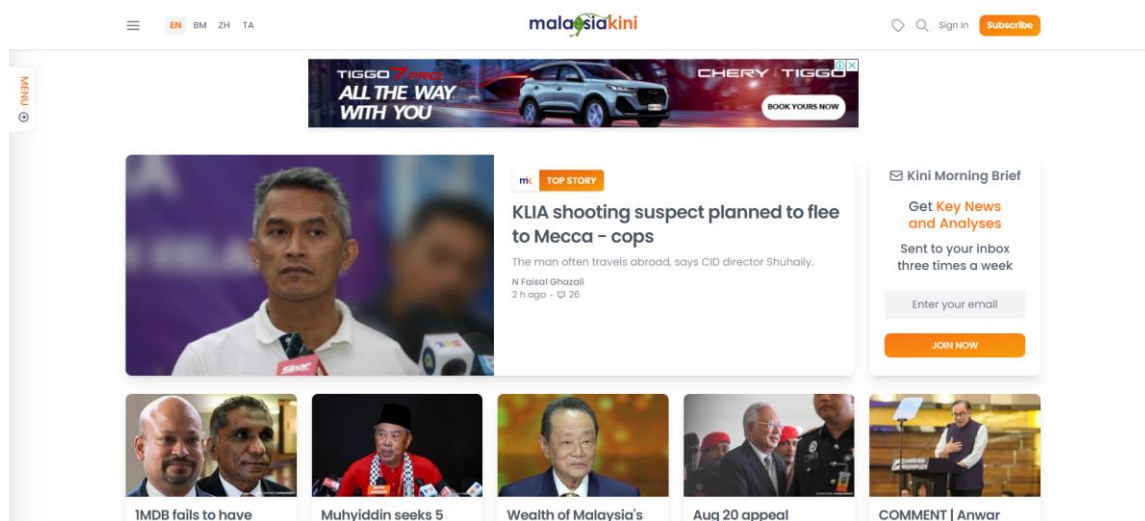 EN BM ZH TA
malaysiakini
Sign in
Subscribe
MENU
TIGGO 7 PRO
ALL THE WAY
WITH YOU
CHERY TIGGO
BOOK YOURS NOW
mk TOP STORY
KLIA shooting suspect planned to flee
to Mecca – cops
The man often travels abroad, says CID director Shuhaily.
N Faisal Ghazali
2 h ago · 26
Kini Morning Brief
Get Key News
and Analyses
Sent to your inbox
three times a week
Enter your email
JOIN NOW
1MDB fails to have
Muhyiddin seeks 5
Wealth of Malaysia's
Aug 20 appeal
COMMENT | Anwar